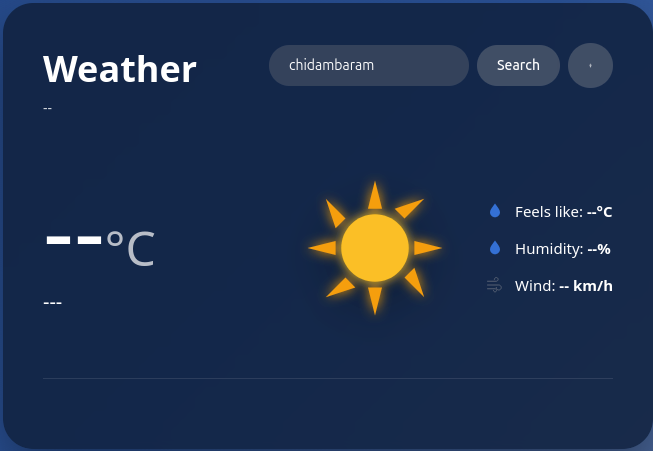 Weather
chidambaram
Search
--
--°C
---
Feels like: --°C
Humidity: --%
Wind: -- km/h